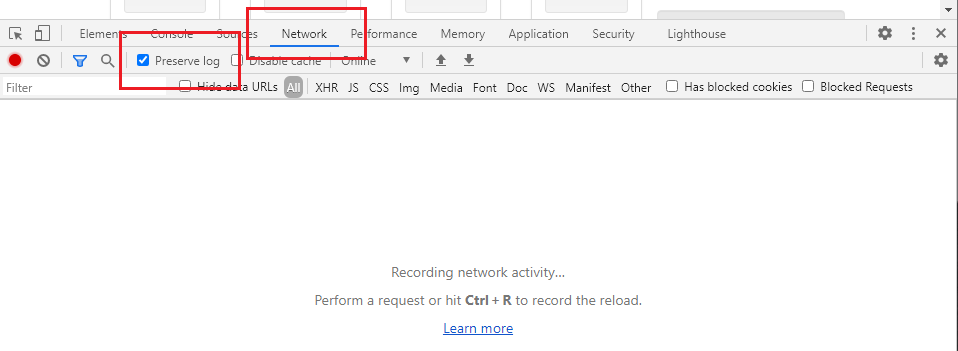 Elements Console Sources Network Performance Memory Application Security Lighthouse
Preserve log Disable cache Online
Filter Hide data URLs All XHR JS CSS Img Media Font Doc WS Manifest Other Has blocked cookies Blocked Requests
Recording network activity...
Perform a request or hit Ctrl + R to record the reload.
Learn more